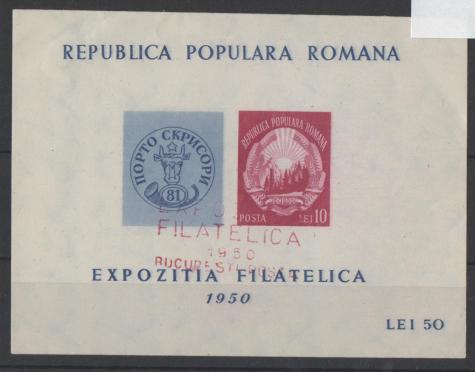 REPUBLICA POPULARA ROMANA
ПОРТО СКРИСОРИ
81
REPUBLICA POPULARA ROMANA
POSTA LEI 10
FILATELICA
1950
BUCURESTI-POSTA
EXPOZITIA FILATELICA
1950
LEI 50